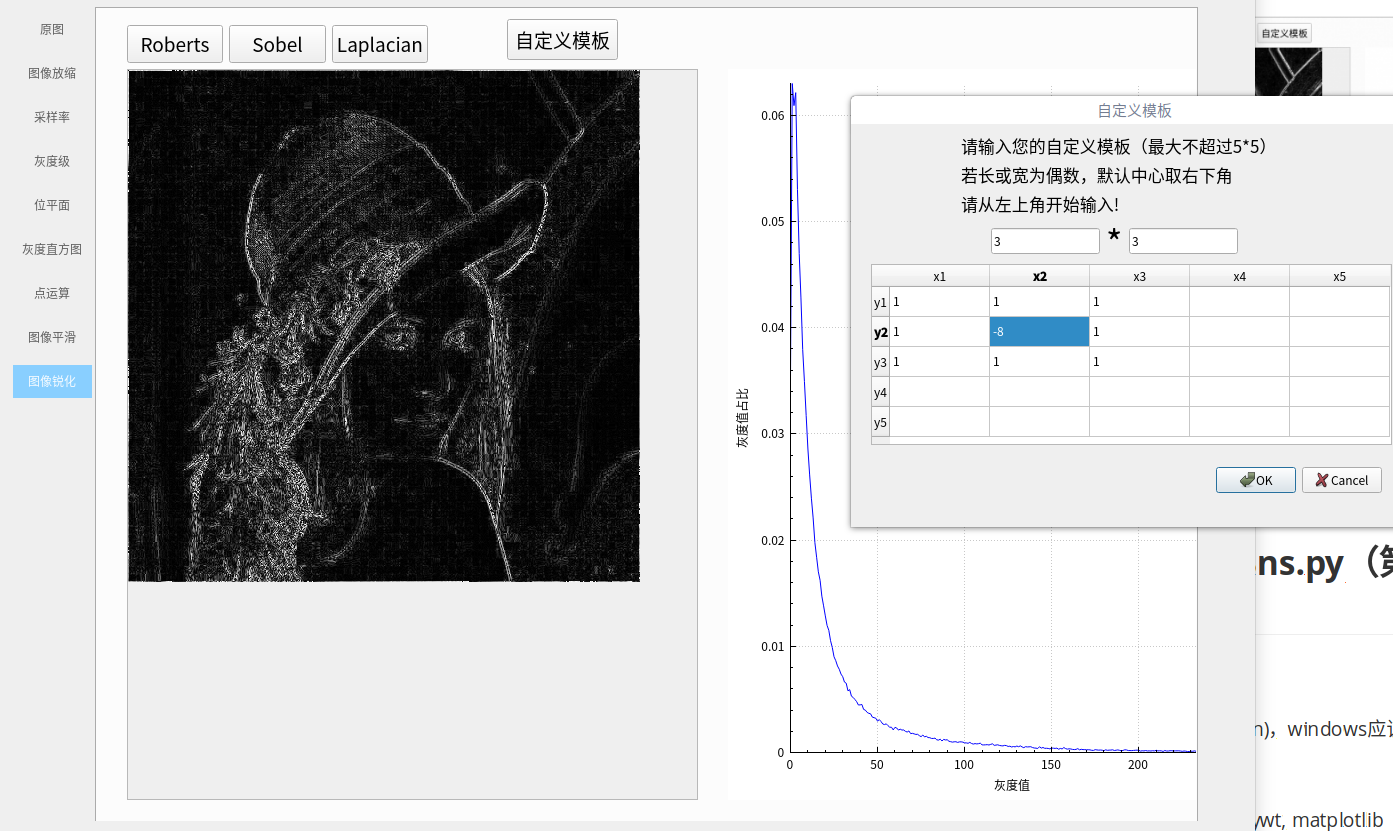 原图
图像放缩
采样率
灰度级
位平面
灰度直方图
点运算
图像平滑
图像锐化
Roberts Sobel Laplacian 自定义模板
灰度值占比
0.06
0.05
0.04
0.03
0.02
0.01
0
0 50 100 150 200
灰度值
自定义模板
自定义模板
请输入您的自定义模板（最大不超过5*5）
若长或宽为偶数，默认中心取右下角
请从左上角开始输入!
3 * 3
x1 x2 x3 x4 x5
y1 1 1 1
y2 1 -8 1
y3 1 1 1
y4
y5
OK Cancel
ns.py（第
n)，windows应该
ywt, matplotlib